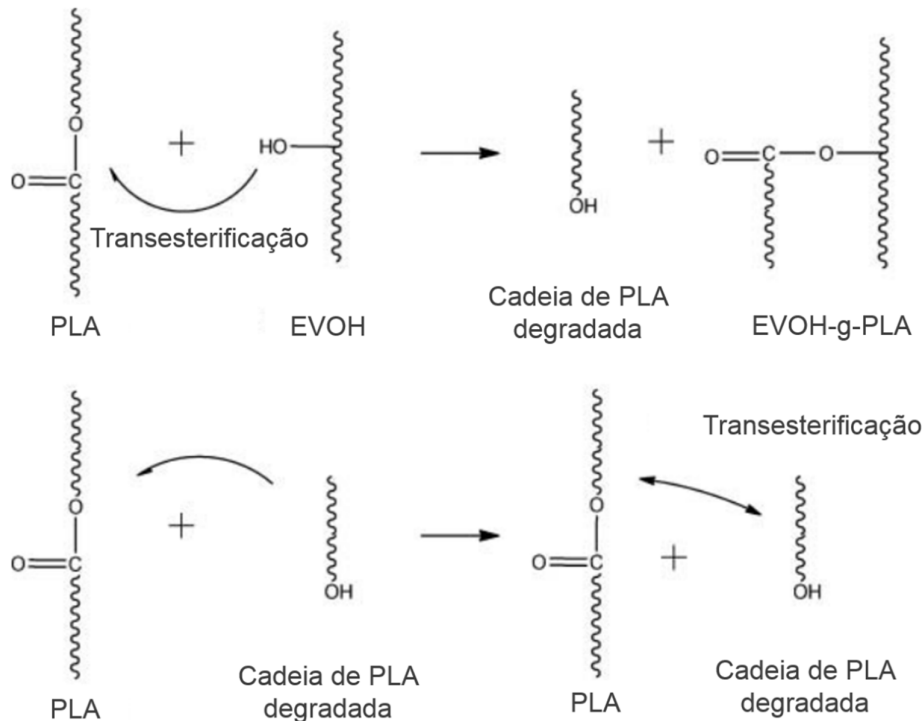 O
+
HO
O=C
Transesterificação
PLA
EVOH
OH
Cadeia de PLA
degradada
+
O=C—O
EVOH-g-PLA
O
O=C
+
OH
PLA
Cadeia de PLA
degradada
Transesterificação
O
O=C
+
OH
PLA
Cadeia de PLA
degradada